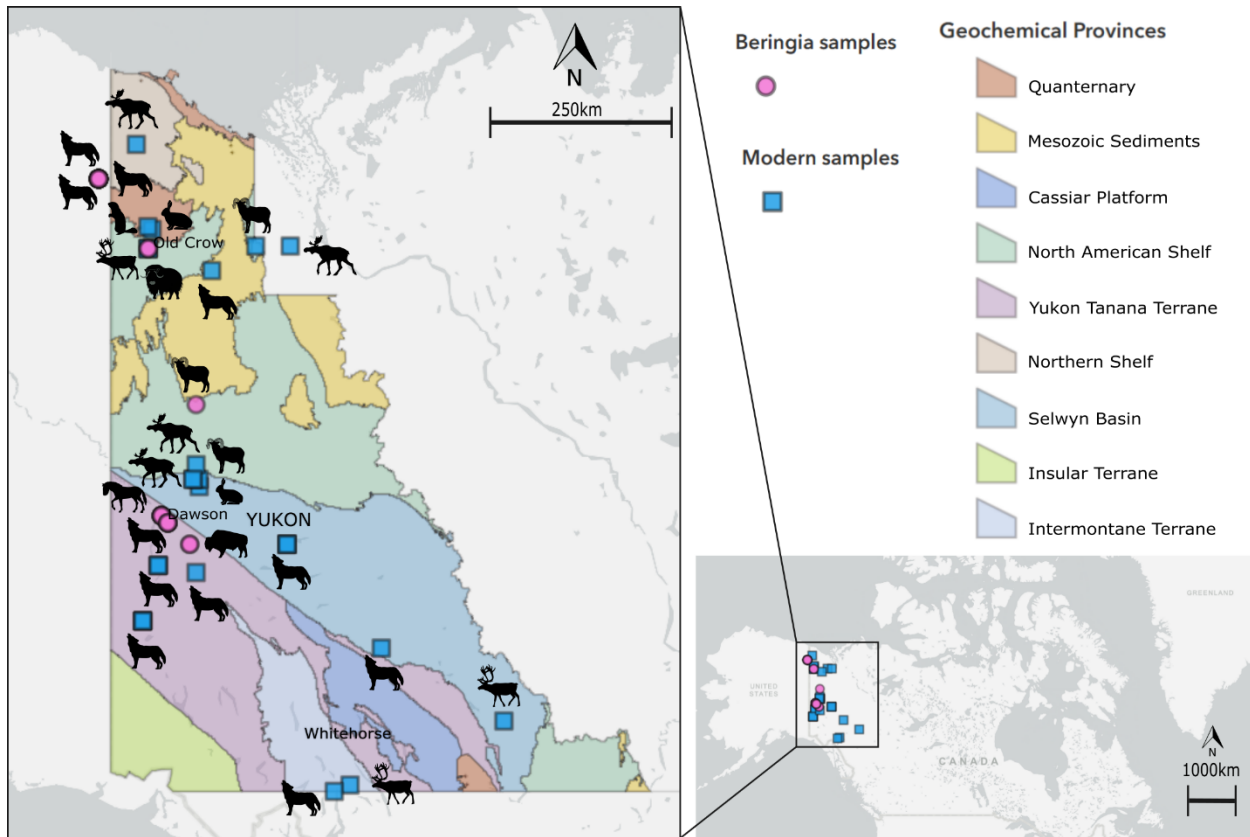 N
250km
Old Crow
Dawson
YUKON
Whitehorse
Beringia samples
Modern samples
Geochemical Provinces
Quanternary
Mesozoic Sediments
Cassiar Platform
North American Shelf
Yukon Tanana Terrane
Northern Shelf
Selwyn Basin
Insular Terrane
Intermontane Terrane
GREENLAND
UNITED
STATES
CANADA
N
1000km